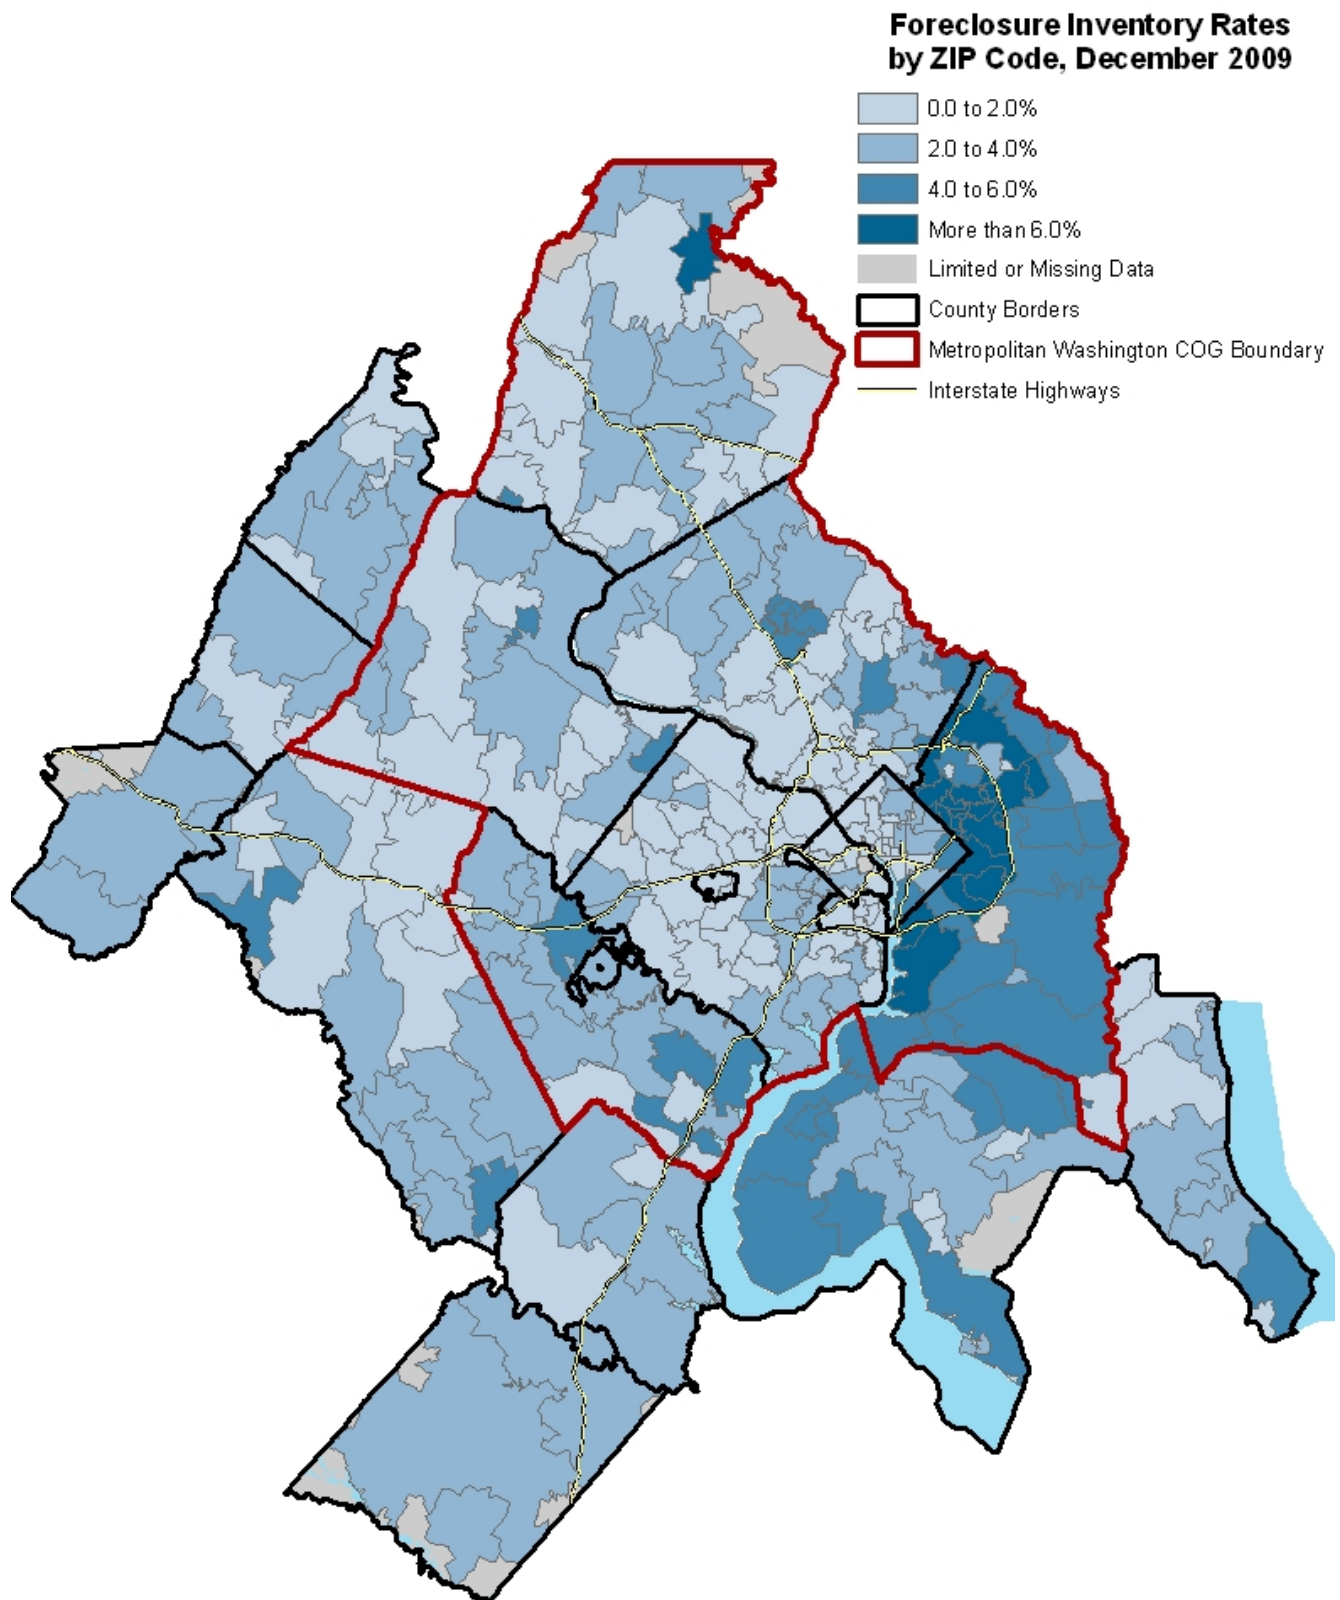 Foreclosure Inventory Rates
by ZIP Code, December 2009
0.0 to 2.0%
2.0 to 4.0%
4.0 to 6.0%
More than 6.0%
Limited or Missing Data
County Borders
Metropolitan Washington COG Boundary
Interstate Highways